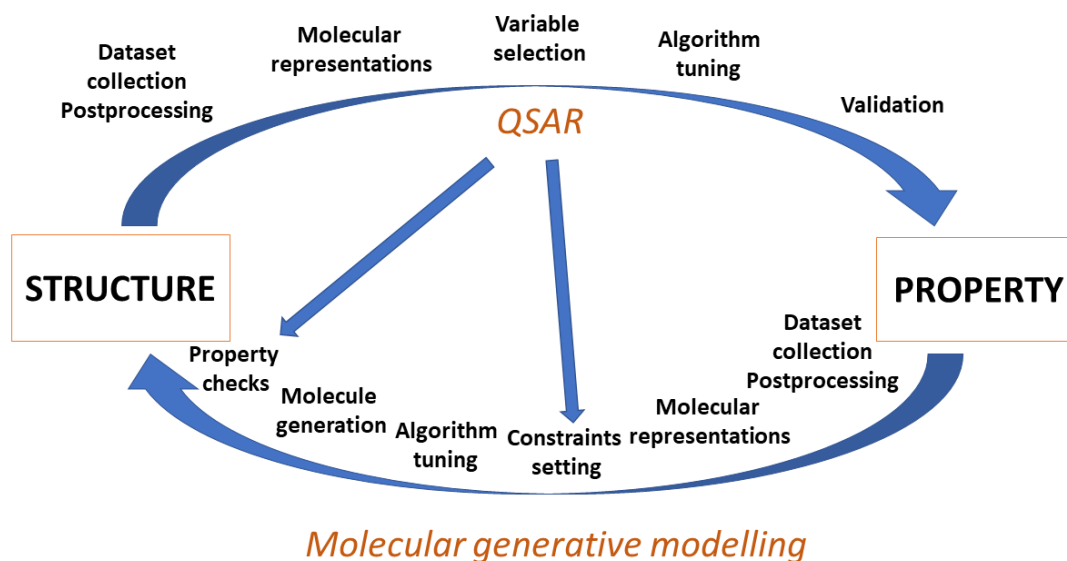 Dataset
collection
Postprocessing
Molecular
representations
Variable
selection
Algorithm
tuning
Validation
QSAR
STRUCTURE
PROPERTY
Dataset
collection
Postprocessing
Molecular
representations
Constraints
setting
Algorithm
tuning
Molecule
generation
Property
checks
Molecular generative modelling